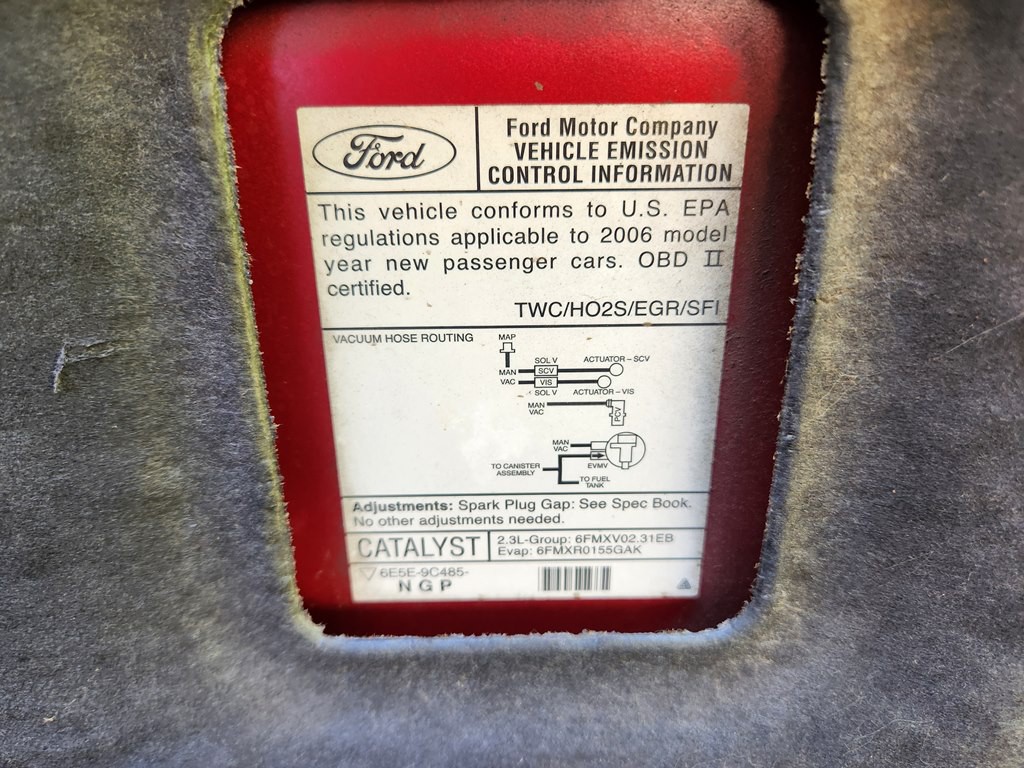 Ford
Ford Motor Company
VEHICLE EMISSION
CONTROL INFORMATION
This vehicle conforms to U.S. EPA
regulations applicable to 2006 model
year new passenger cars. OBD II
certified.
TWC/HO2S/EGR/SFI
VACUUM HOSE ROUTING
MAP
SOL V
ACTUATOR – SCV
MAN
SCV
VAC
VIS
SOL V
ACTUATOR – VIS
MAN
VAC
PCV
MAN
VAC
TO CANISTER
ASSEMBLY
EVMV
TO FUEL
TANK
Adjustments: Spark Plug Gap: See Spec Book.
No other adjustments needed.
CATALYST
2.3L-Group: 6FMXV02.31EB
Evap: 6FMXR0155GAK
6E5E-9C485-
N G P